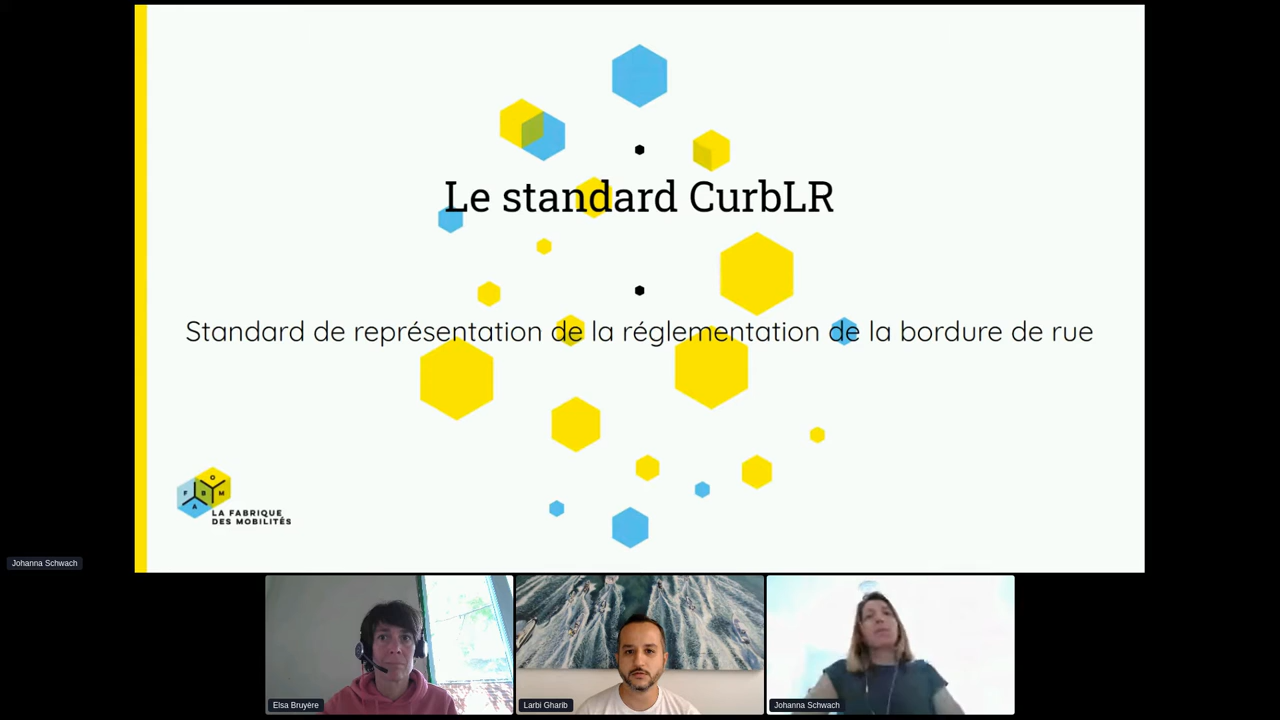 Le standard CurbLR
Standard de représentation de la réglementation de la bordure de rue
F
O
B
M
A
LA FABRIQUE
DES MOBILITÉS
Johanna Schwach
Elsa Bruyère
Larbi Gharib
Johanna Schwach